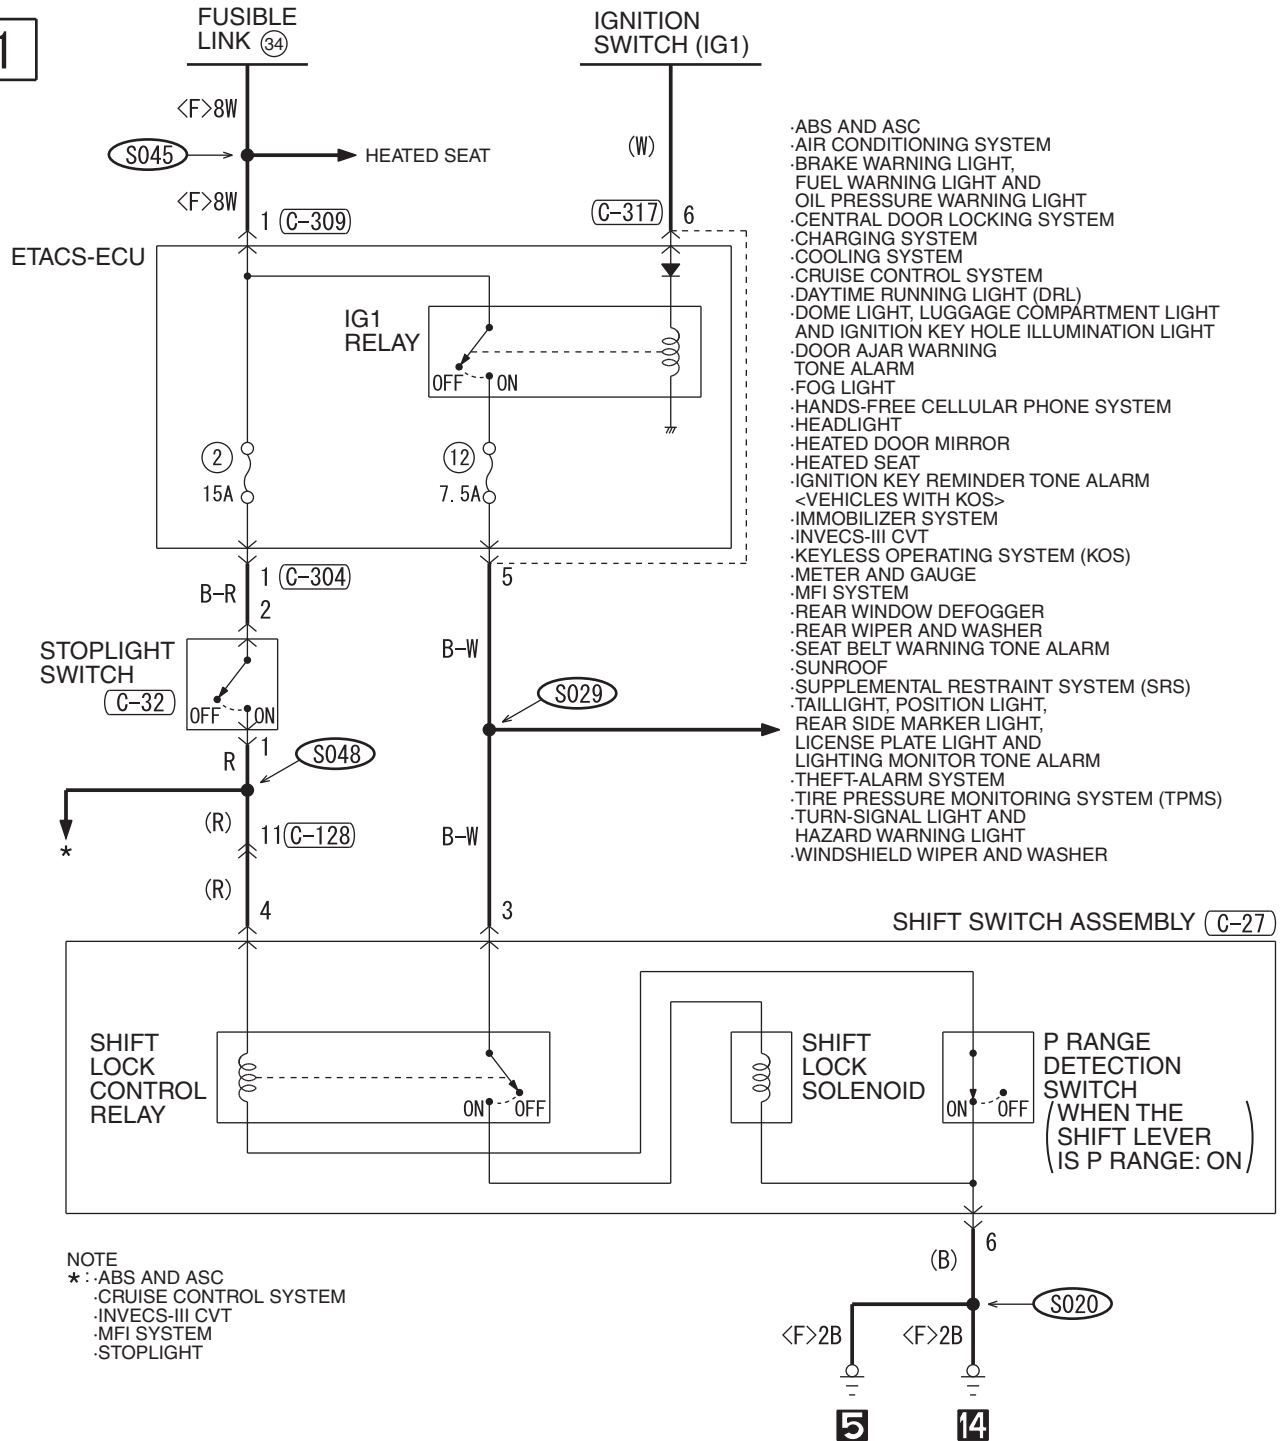 1
FUSIBLE
LINK 34
IGNITION
SWITCH (IG1)
<F>8W
S045
HEATED SEAT
(W)
<F>8W
1 C-309
C-317 6
ETACS-ECU
IG1
RELAY
OFF ON
2
15A
12
7.5A
1 C-304
5
B-R
2
STOPLIGHT
SWITCH
C-32
OFF ON
B-W
S029
1
R
S048
(R)
11 C-128
*
B-W
(R)
4
3
·ABS AND ASC
·AIR CONDITIONING SYSTEM
·BRAKE WARNING LIGHT,
FUEL WARNING LIGHT AND
OIL PRESSURE WARNING LIGHT
·CENTRAL DOOR LOCKING SYSTEM
·CHARGING SYSTEM
·COOLING SYSTEM
·CRUISE CONTROL SYSTEM
·DAYTIME RUNNING LIGHT (DRL)
·DOME LIGHT, LUGGAGE COMPARTMENT LIGHT
AND IGNITION KEY HOLE ILLUMINATION LIGHT
·DOOR AJAR WARNING
TONE ALARM
·FOG LIGHT
·HANDS-FREE CELLULAR PHONE SYSTEM
·HEADLIGHT
·HEATED DOOR MIRROR
·HEATED SEAT
·IGNITION KEY REMINDER TONE ALARM
<VEHICLES WITH KOS>
·IMMOBILIZER SYSTEM
·INVECS-III CVT
·KEYLESS OPERATING SYSTEM (KOS)
·METER AND GAUGE
·MFI SYSTEM
·REAR WINDOW DEFOGGER
·REAR WIPER AND WASHER
·SEAT BELT WARNING TONE ALARM
·SUNROOF
·SUPPLEMENTAL RESTRAINT SYSTEM (SRS)
·TAILLIGHT, POSITION LIGHT,
REAR SIDE MARKER LIGHT,
LICENSE PLATE LIGHT AND
LIGHTING MONITOR TONE ALARM
·THEFT-ALARM SYSTEM
·TIRE PRESSURE MONITORING SYSTEM (TPMS)
·TURN-SIGNAL LIGHT AND
HAZARD WARNING LIGHT
·WINDSHIELD WIPER AND WASHER
SHIFT SWITCH ASSEMBLY C-27
SHIFT
LOCK
CONTROL
RELAY
ON OFF
SHIFT
LOCK
SOLENOID
ON OFF
P RANGE
DETECTION
SWITCH
(WHEN THE
SHIFT LEVER
IS P RANGE: ON)
6
(B)
S020
<F>2B
<F>2B
5
14
NOTE
*:·ABS AND ASC
·CRUISE CONTROL SYSTEM
·INVECS-III CVT
·MFI SYSTEM
·STOPLIGHT